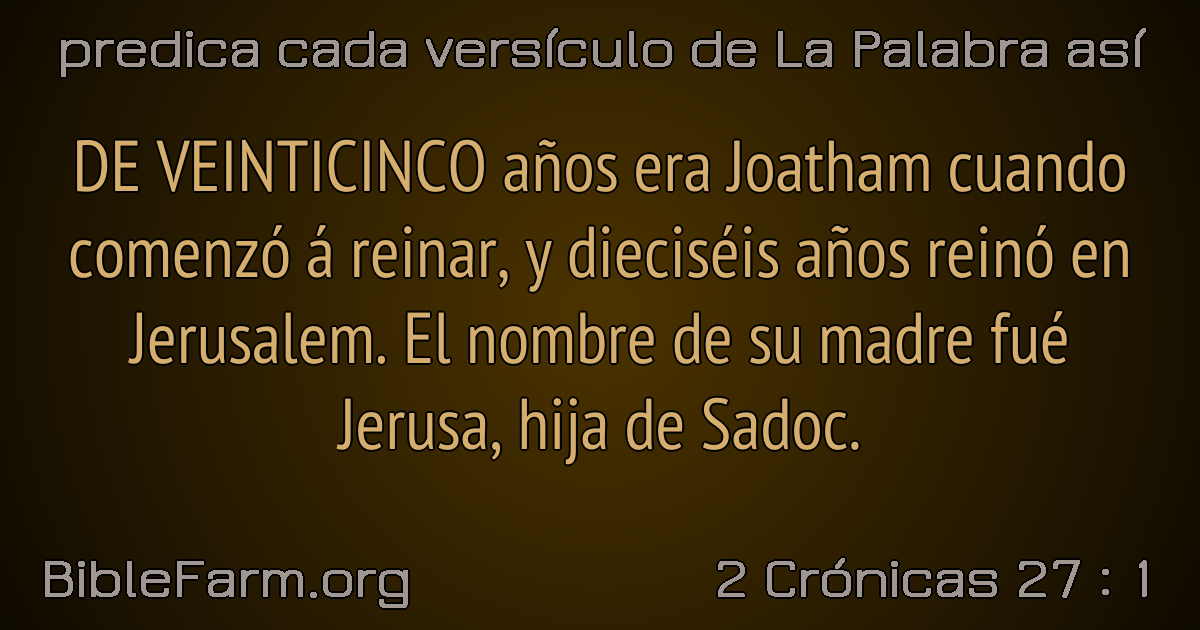 predica cada versículo de La Palabra así
DE VEINTICINCO años era Joatham cuando
comenzó á reinar, y dieciséis años reinó en
Jerusalem. El nombre de su madre fué
Jerusa, hija de Sadoc.
BibleFarm.org
2 Crónicas 27 : 1